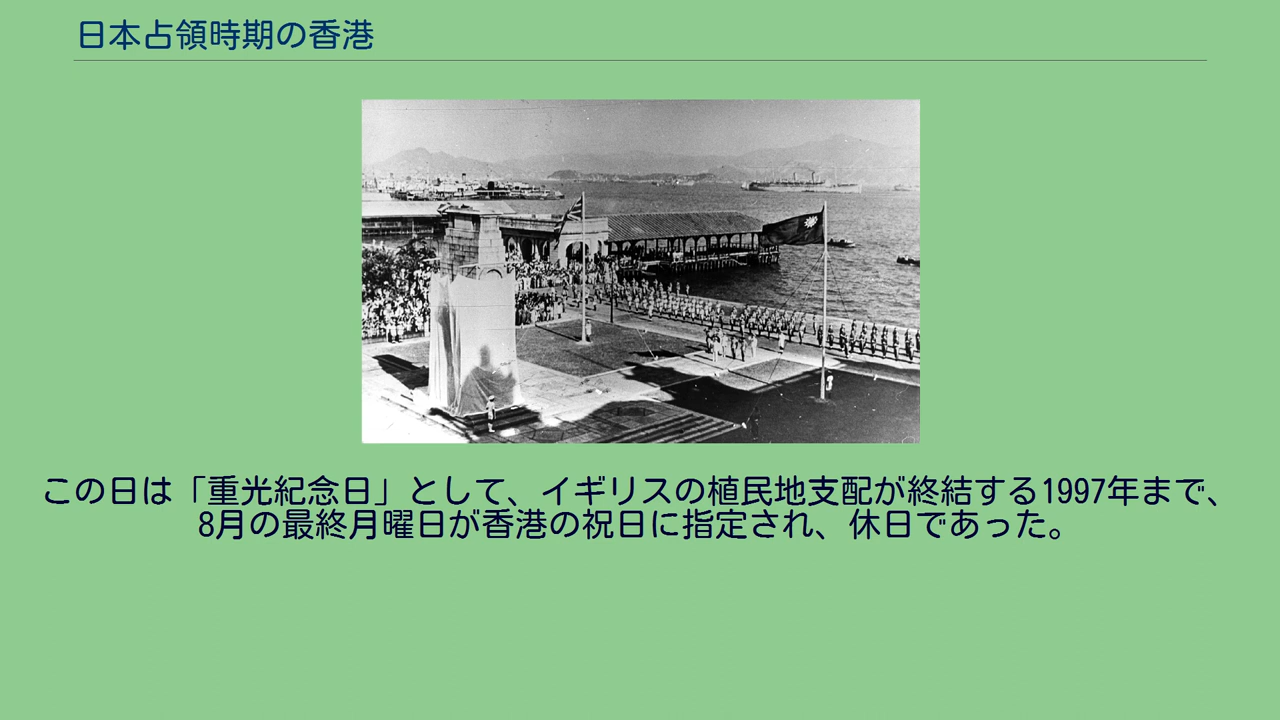 日本占領時期の香港
この日は「重光紀念日」として、イギリスの植民地支配が終結する1997年まで、
8月の最終月曜日が香港の祝日に指定され、休日であった。